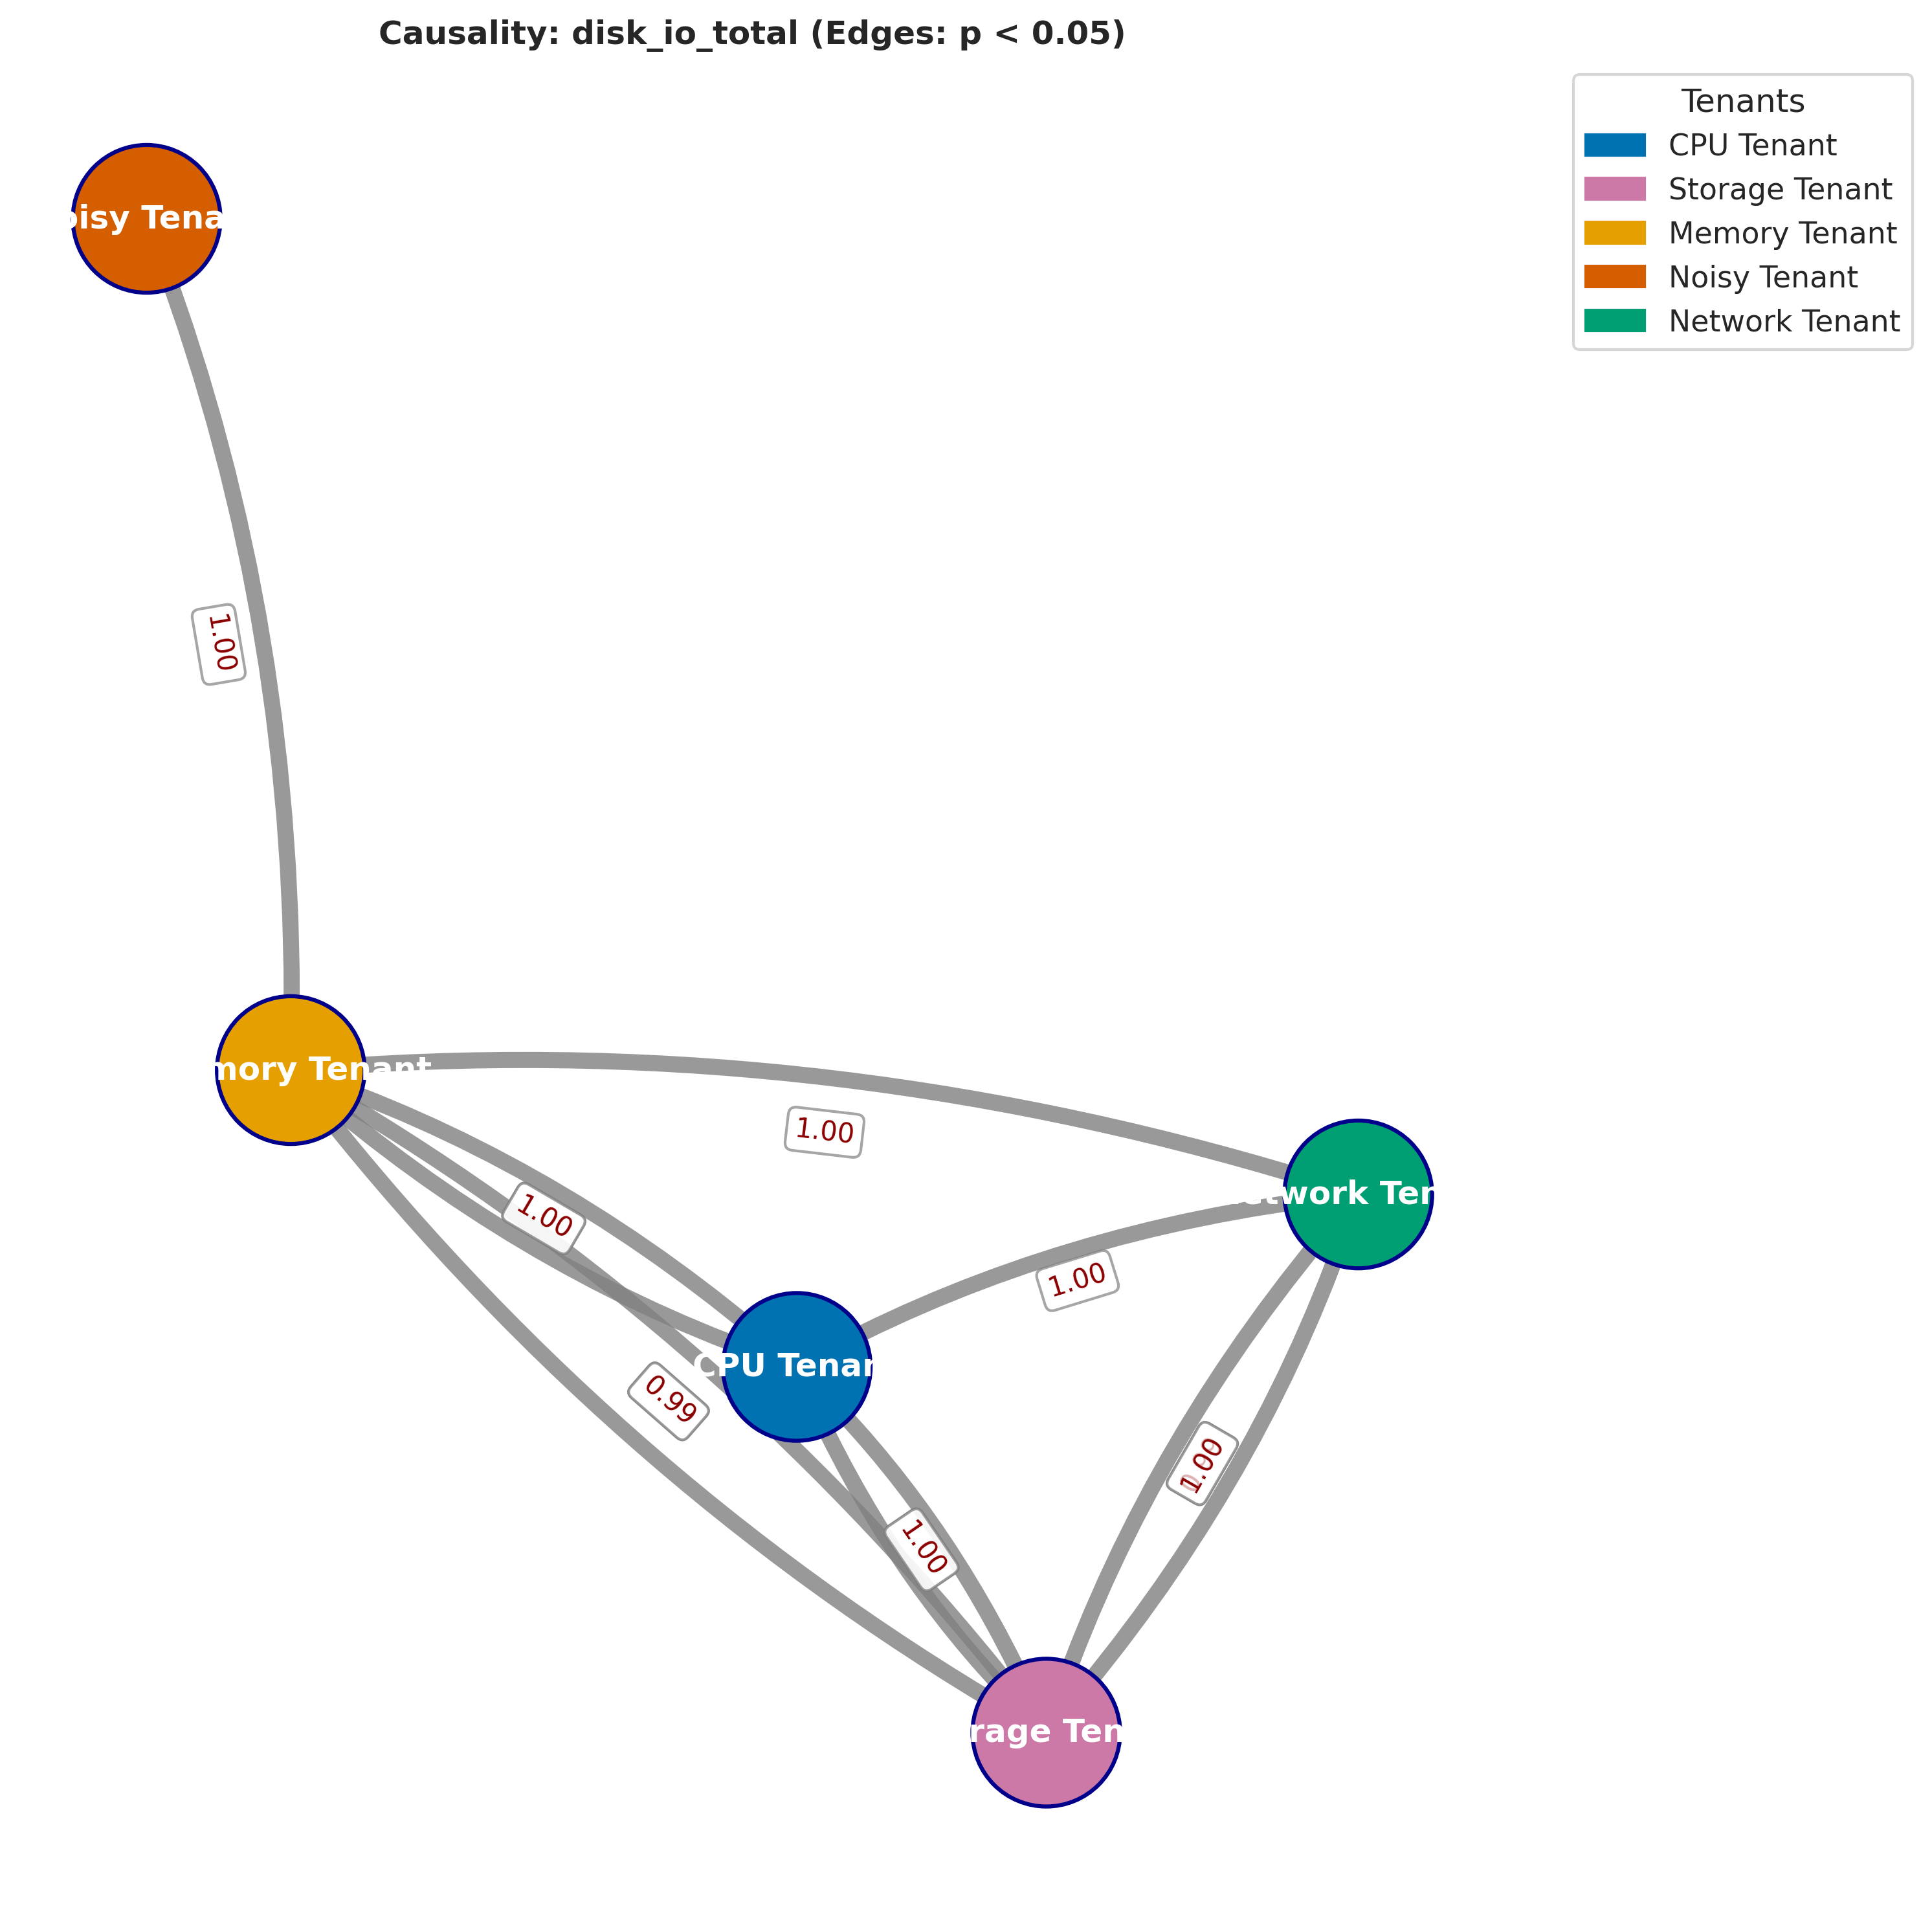 Causality: disk_io_total (Edges: p < 0.05)
Tenants
CPU Tenant
Storage Tenant
Memory Tenant
Noisy Tenant
Network Tenant
oisy Tena
1.00
mory Tenant
1.00
work Ten
1.00
1.00
CPU Tenan
0.99
1.00
1.00
rage Ten